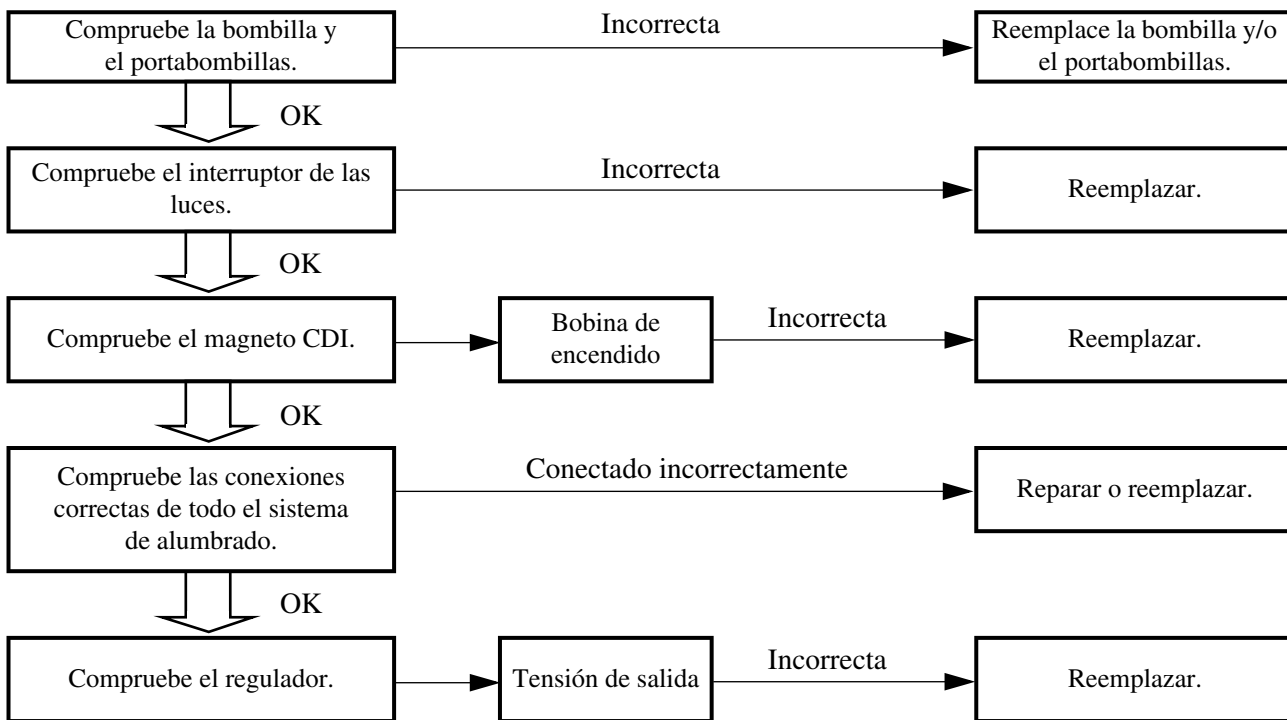 Compruebe la bombilla y
el portabombillas.
Incorrecta
Reemplace la bombilla y/o
el portabombillas.
OK
Compruebe el interruptor de las
luces.
Incorrecta
Reemplazar.
OK
Compruebe el magneto CDI.
Bobina de
encendido
Incorrecta
Reemplazar.
OK
Compruebe las conexiones
correctas de todo el sistema
de alumbrado.
Conectado incorrectamente
Reparar o reemplazar.
OK
Compruebe el regulador.
Tensión de salida
Incorrecta
Reemplazar.